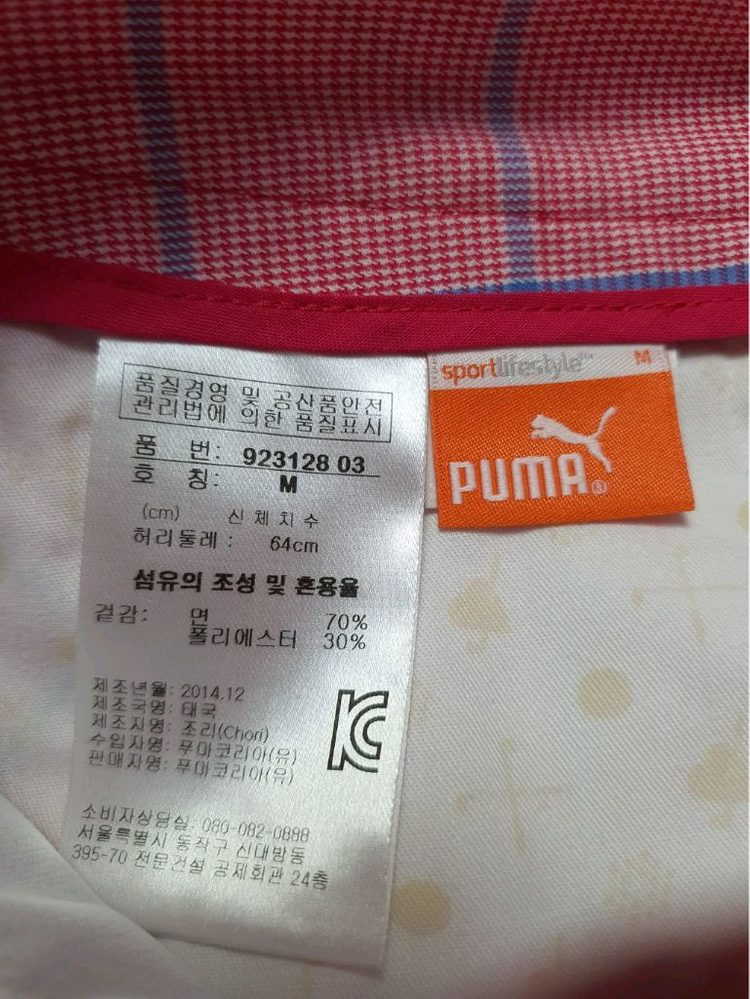 품질경영 및 공산품안전
관리법에 의한 품질표시
품 번: 923128 03
호 칭: M
(cm) 신 체 치 수
허리둘레 : 64cm
섬유의 조성 및 혼용율
겉감: 면 70%
폴리에스터 30%
제조년월: 2014.12
제조국명: 태국
제조자명: 조리(Chori)
수입자명: 푸마코리아(유)
판매자명: 푸마코리아(유)
소비자상담실: 080-082-0888
서울특별시 동작구 신대방동
395-70 전문건설 공제회관 24층
KC
sportlifestyle™ M
PUMA®